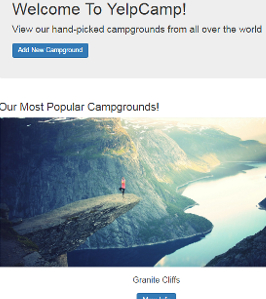 Welcome To YelpCamp!
View our hand-picked campgrounds from all over the world
Add New Campground
Our Most Popular Campgrounds!
Granite Cliffs